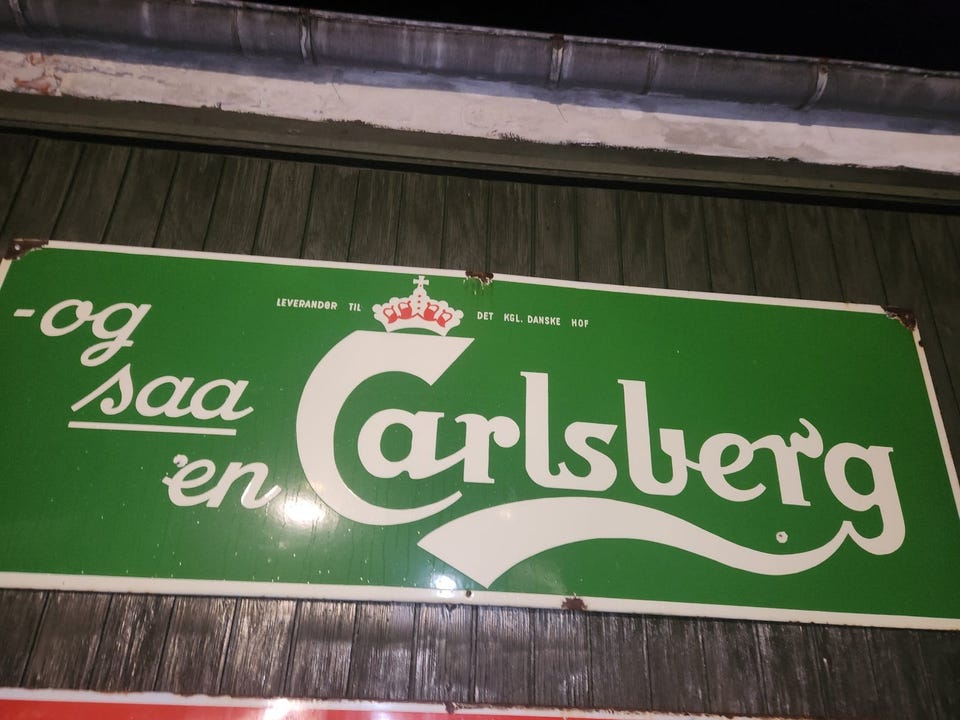 -og
saa
'en
LEVERANDØR TIL DET KGL. DANSKE HOF
Carlsberg